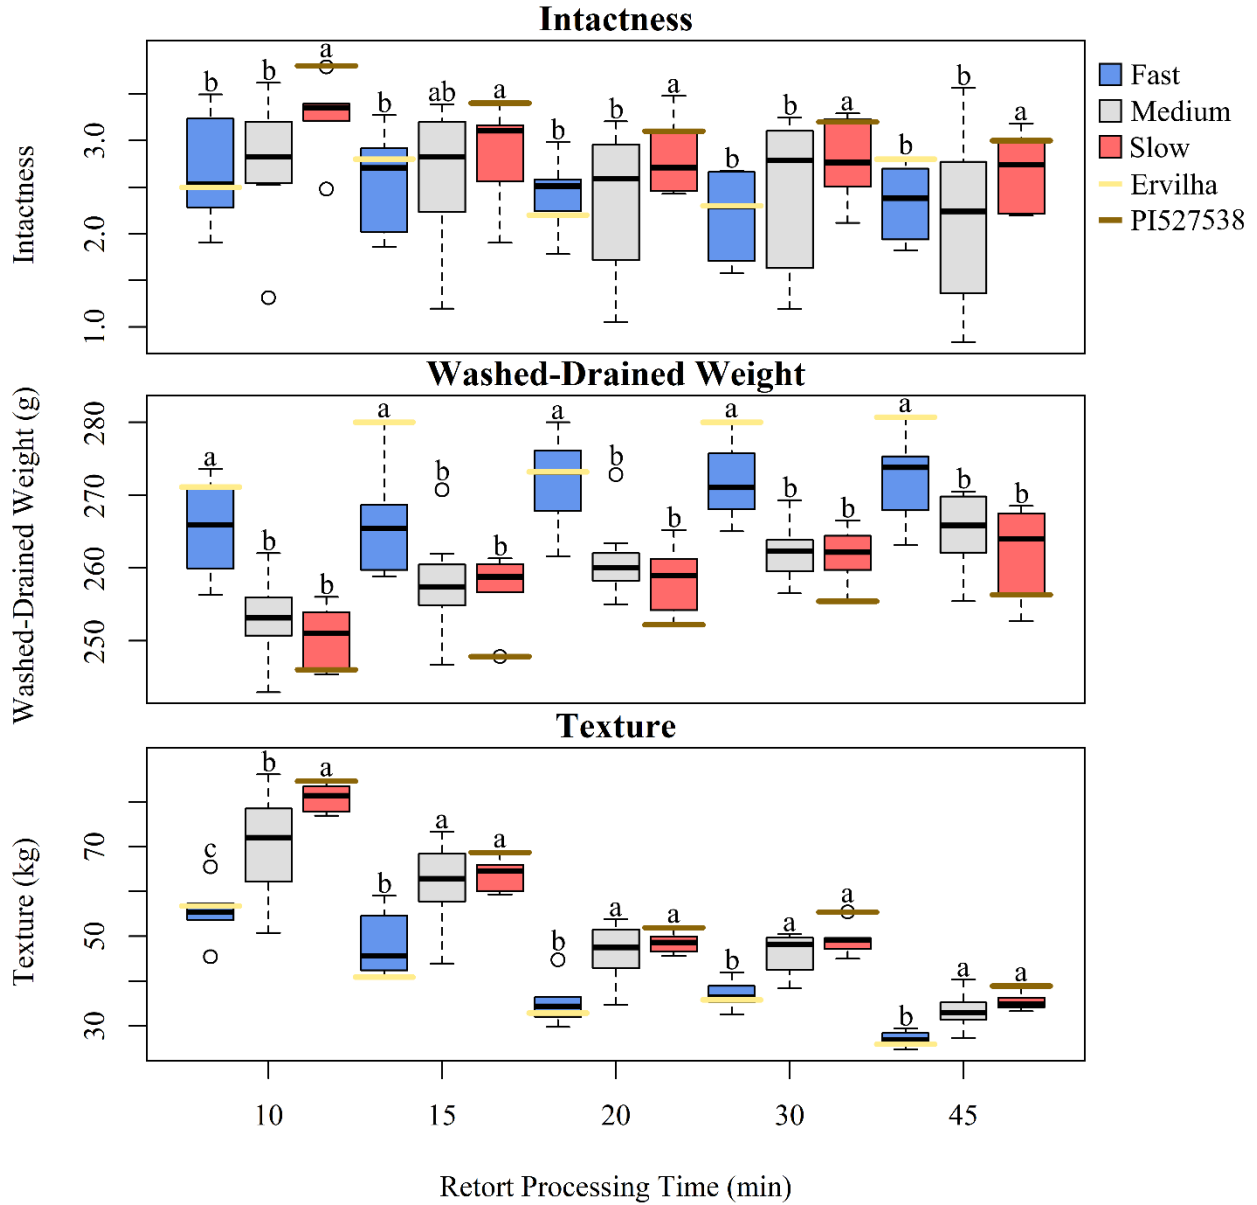 Intactness
b b a b ab a b b a b b a b b a
Fast
Medium
Slow
Ervilha
PI527538
Intactness
3.0
2.0
1.0
Washed-Drained Weight
a b b a b b a b b a b b a b b
Washed-Drained Weight (g)
280
270
260
250
Texture
c b a b a a b a a b a a b a a
Texture (kg)
70
50
30
10 15 20 30 45
Retort Processing Time (min)